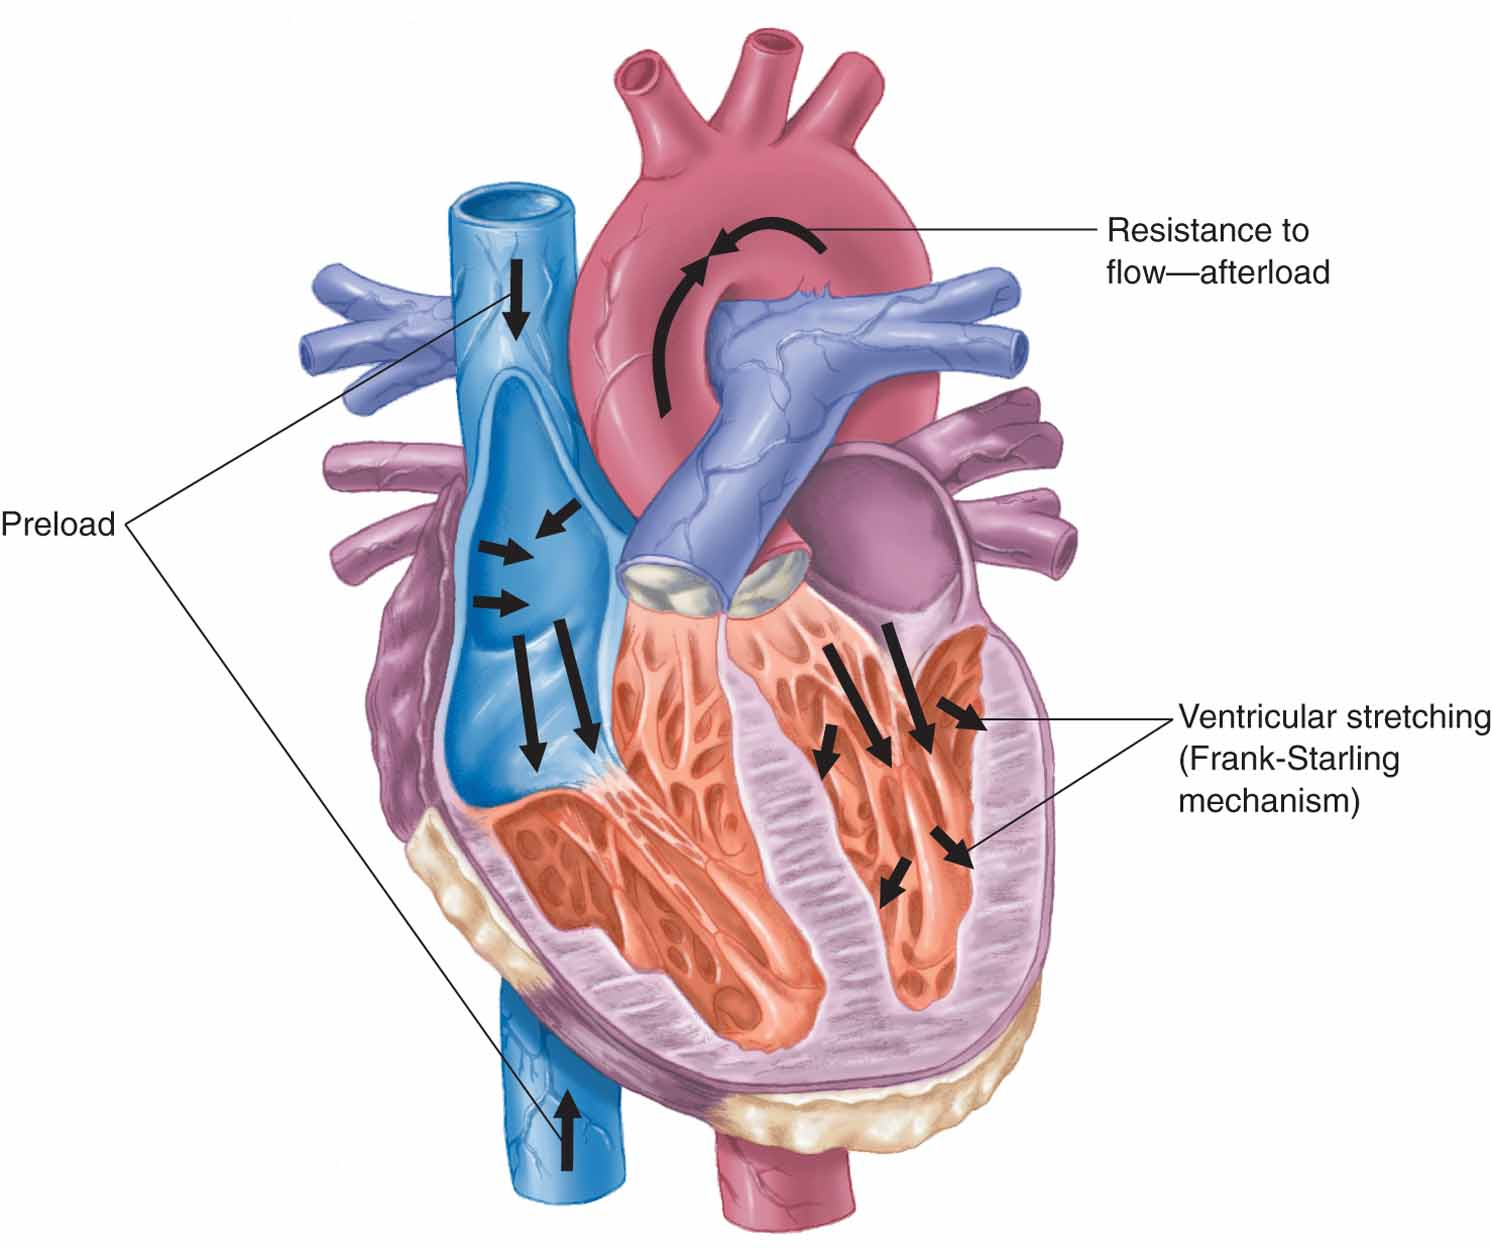 Resistance to
flow—afterload
Preload
Ventricular stretching
(Frank-Starling
mechanism)